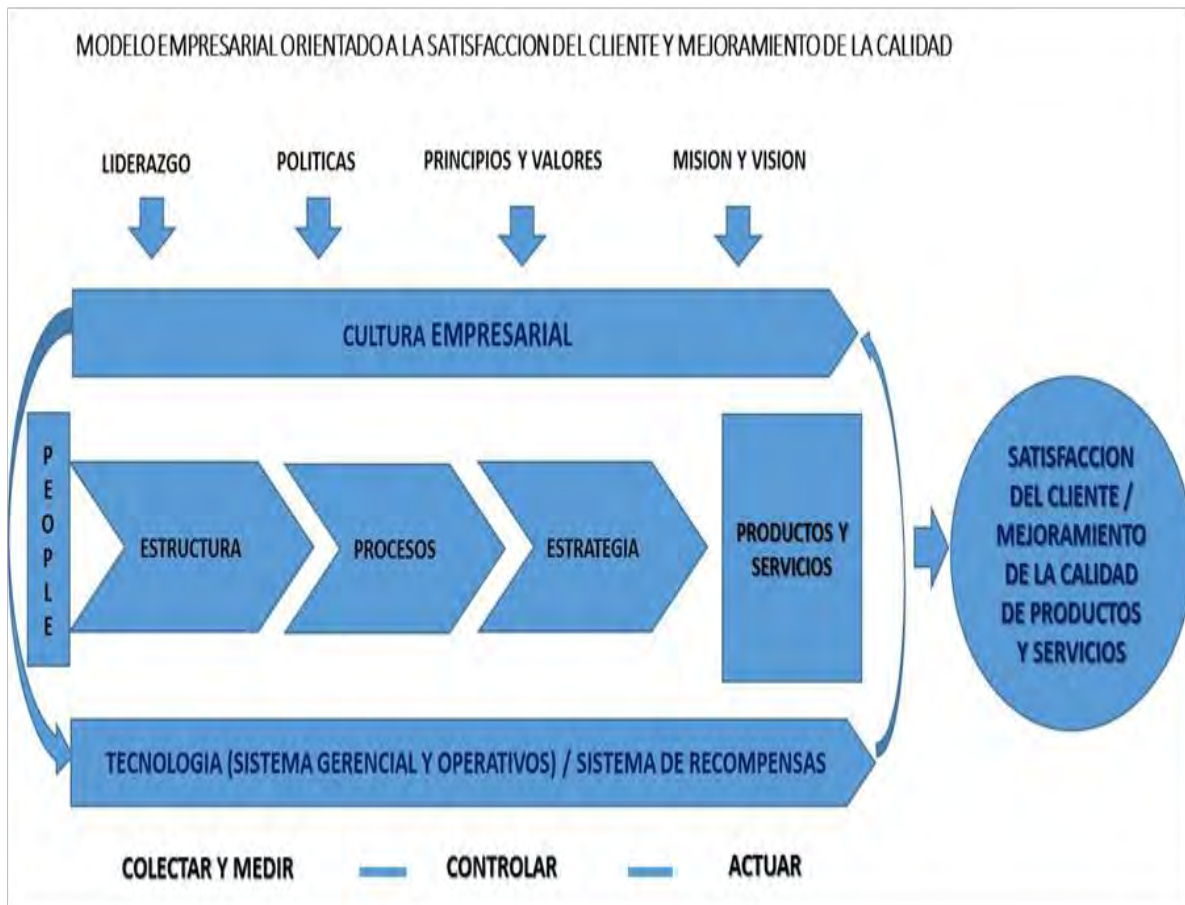 MODELO EMPRESARIAL ORIENTADO A LA SATISFACCION DEL CLIENTE Y MEJORAMIENTO DE LA CALIDAD
LIDERAZGO
POLITICAS
PRINCIPIOS Y VALORES
MISION Y VISION
CULTURA EMPRESARIAL
PEOPLE
ESTRUCTURA
PROCESOS
ESTRATEGIA
PRODUCTOS Y
SERVICIOS
SATISFACCION
DEL CLIENTE /
MEJORAMIENTO
DE LA CALIDAD
DE PRODUCTOS
Y SERVICIOS
TECNOLOGIA (SISTEMA GERENCIAL Y OPERATIVOS) / SISTEMA DE RECOMPENSAS
COLECTAR Y MEDIR
CONTROLAR
ACTUAR